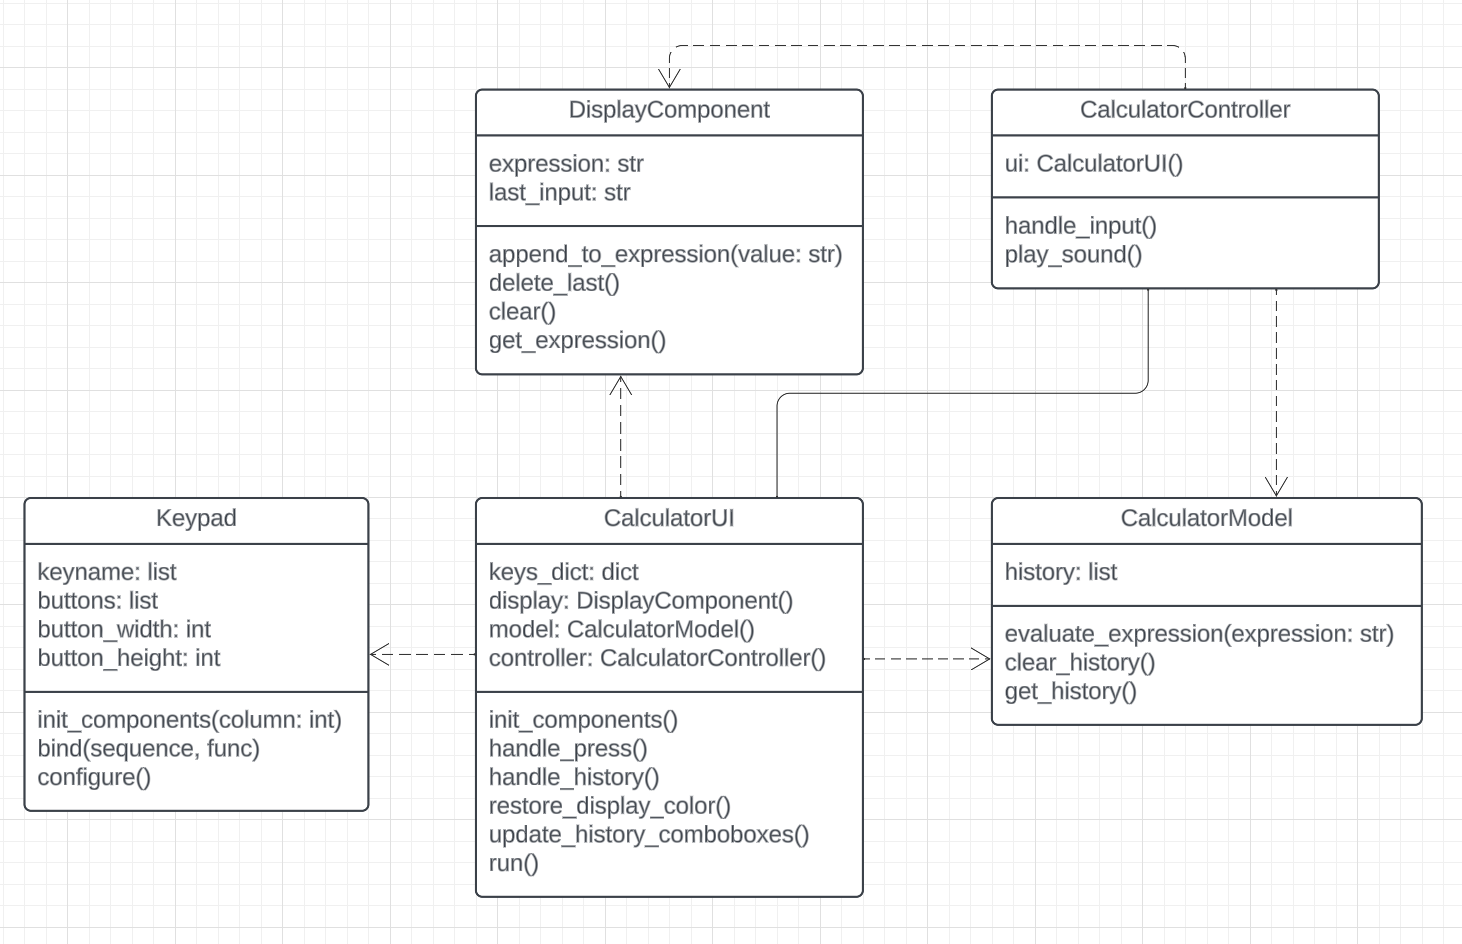 DisplayComponent
expression: str
last_input: str
append_to_expression(value: str)
delete_last()
clear()
get_expression()
CalculatorController
ui: CalculatorUI()
handle_input()
play_sound()
Keypad
keyname: list
buttons: list
button_width: int
button_height: int
init_components(column: int)
bind(sequence, func)
configure()
CalculatorUI
keys_dict: dict
display: DisplayComponent()
model: CalculatorModel()
controller: CalculatorController()
init_components()
handle_press()
handle_history()
restore_display_color()
update_history_comboboxes()
run()
CalculatorModel
history: list
evaluate_expression(expression: str)
clear_history()
get_history()